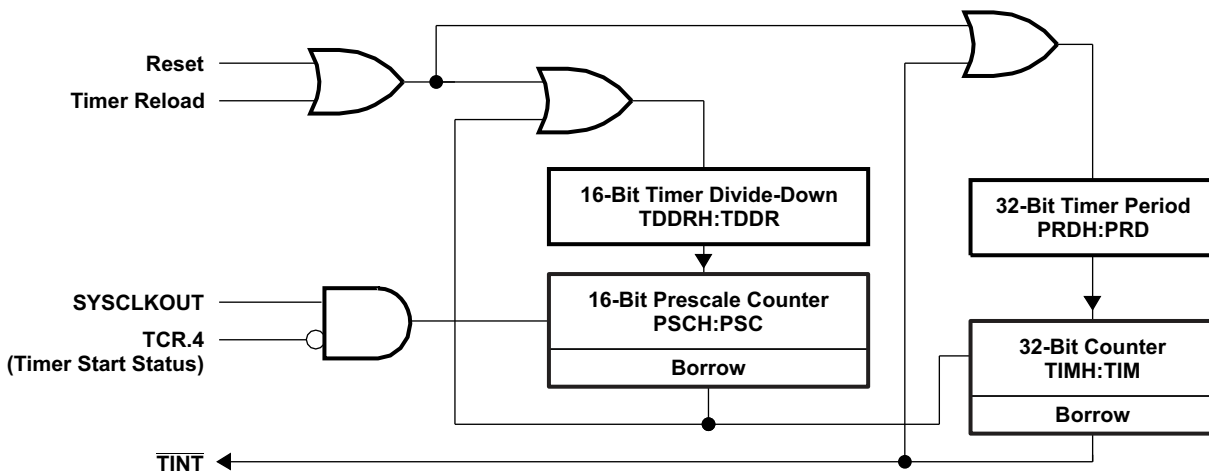 Reset
Timer Reload
16-Bit Timer Divide-Down
TDDRH:TDDR
32-Bit Timer Period
PRDH:PRD
SYSCLKOUT
TCR.4
(Timer Start Status)
16-Bit Prescale Counter
PSCH:PSC
Borrow
32-Bit Counter
TIMH:TIM
Borrow
TINT